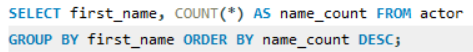 SELECT first_name, COUNT(*) AS name_count FROM actor
GROUP BY first_name ORDER BY name_count DESC;